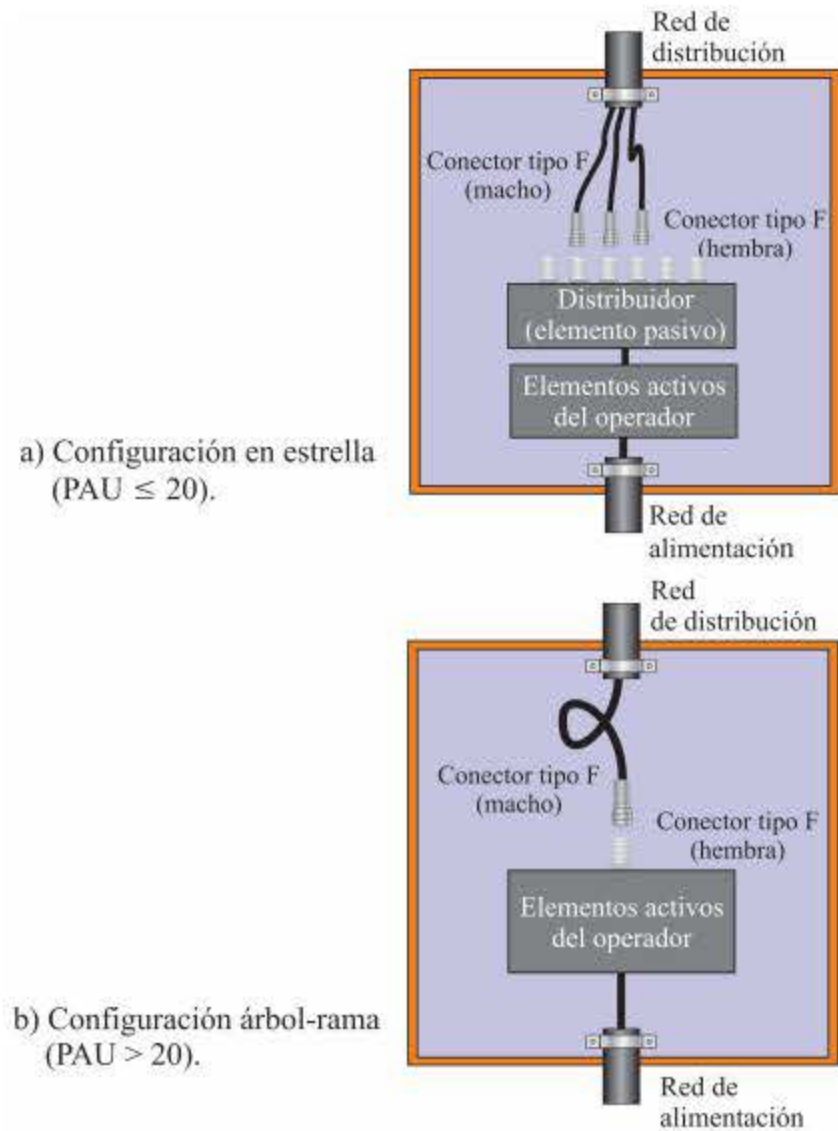 Red de
distribución
Conector tipo F
(macho)
Conector tipo F
(hembra)
Distribuidor
(elemento pasivo)
Elementos activos
del operador
a) Configuración en estrella
(PAU ≤ 20).
Red de
alimentación
Red
de distribución
Conector tipo F
(macho)
Conector tipo F
(hembra)
Elementos activos
del operador
b) Configuración árbol-rama
(PAU > 20).
Red de
alimentación